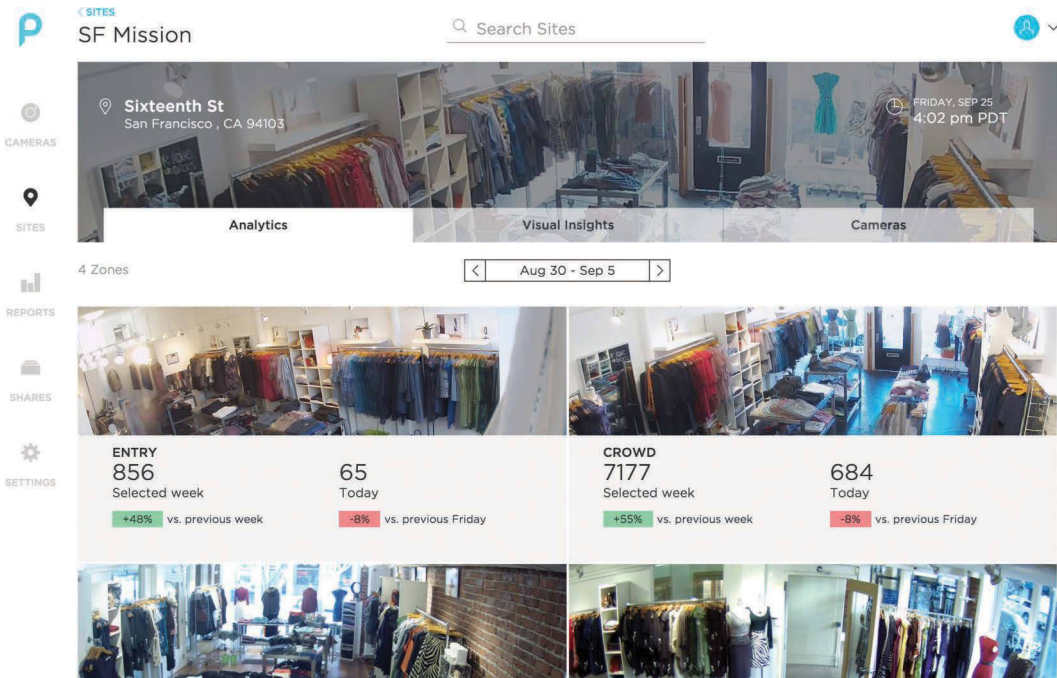 < SITES
SF Mission
Search Sites
Sixteenth St
San Francisco , CA 94103
FRIDAY, SEP 25
4:02 pm PDT
CAMERAS
SITES
REPORTS
SHARES
SETTINGS
Analytics
Visual Insights
Cameras
4 Zones
< Aug 30 - Sep 5 >
ENTRY
856
Selected week
+48% vs. previous week
65
Today
-8% vs. previous Friday
CROWD
7177
Selected week
+55% vs. previous week
684
Today
-8% vs. previous Friday